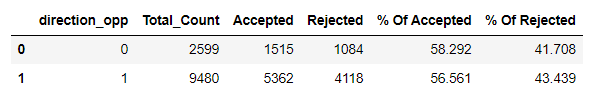 direction_opp Total_Count Accepted Rejected % Of Accepted % Of Rejected
0 0 2599 1515 1084 58.292 41.708
1 1 9480 5362 4118 56.561 43.439